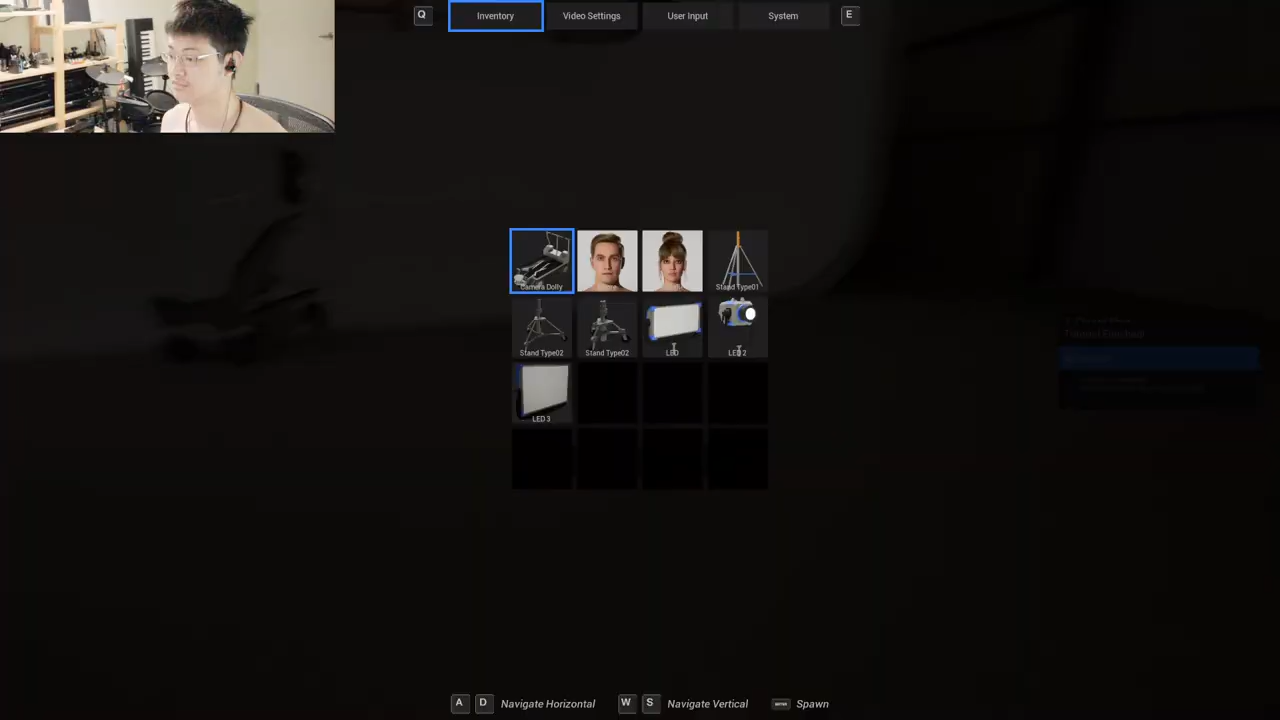 Q
Inventory
Video Settings
User Input
System
E
Camera Dolly
Stand Type01
Stand Type02
Stand Type02
LED
LED 2
LED 3
A D Navigate Horizontal
W S Navigate Vertical
Spawn